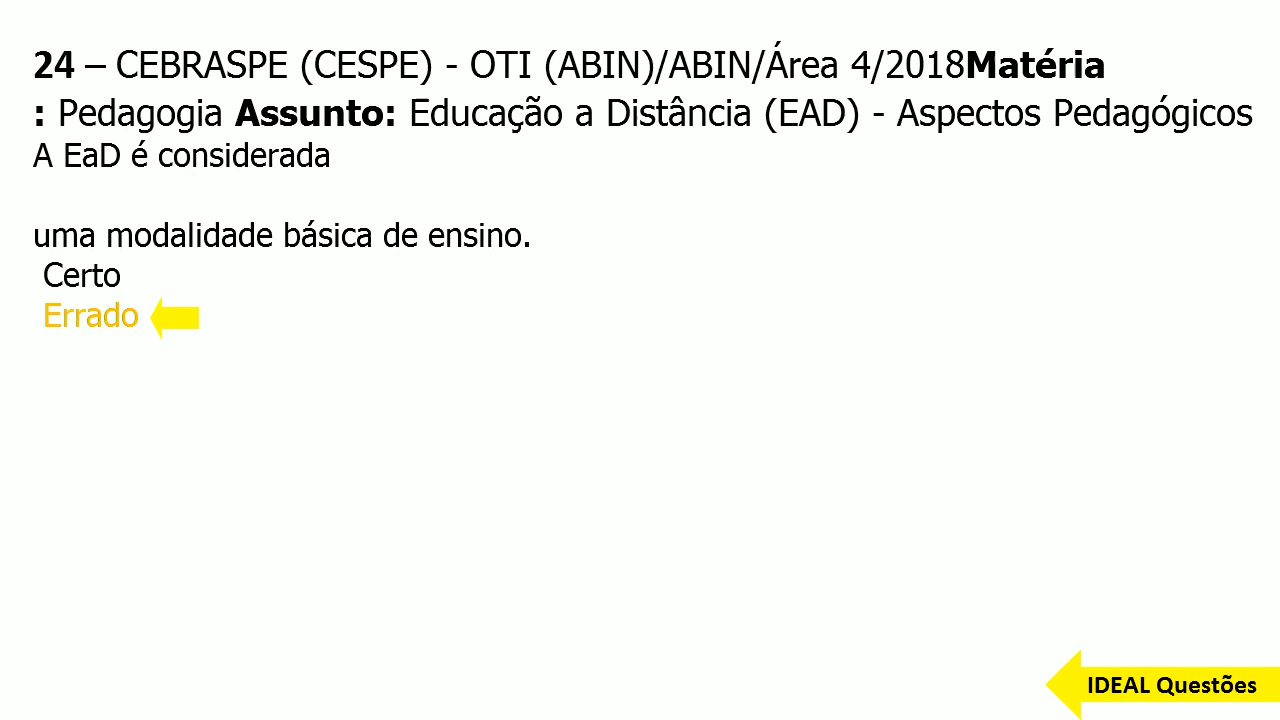 24 – CEBRASPE (CESPE) - OTI (ABIN)/ABIN/Área 4/2018Matéria
: Pedagogia Assunto: Educação a Distância (EAD) - Aspectos Pedagógicos
A EaD é considerada
uma modalidade básica de ensino.
Certo
Errado
IDEAL Questões